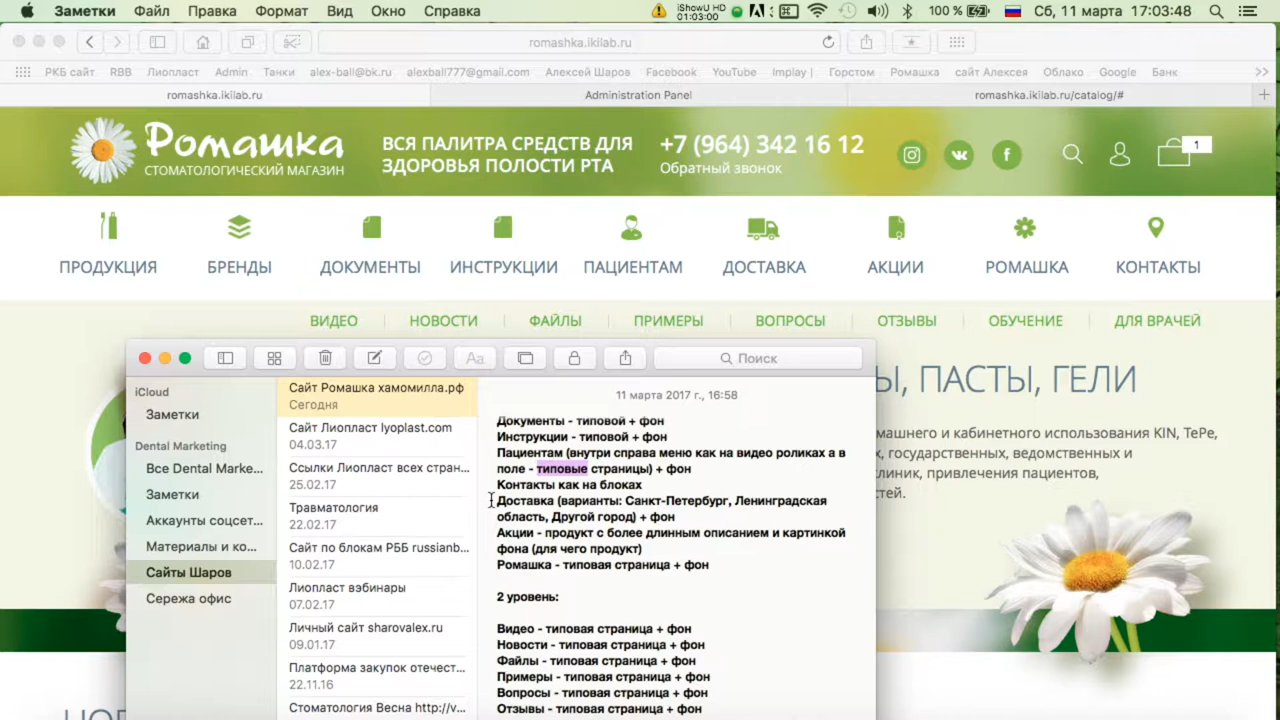 Заметки Файл Правка Формат Вид Окно Справка iShowU HD 01:03:00 100 % Сб, 11 марта 17:03:48
romashka.ikilab.ru
РКБ сайт RBB Лиопласт Admin Танки alex-ball@bk.ru alexball777@gmail.com Алексей Шаров Facebook YouTube Implay | Горстом Ромашка сайт Алексея Облако Google Банк >>
romashka.ikilab.ru Administration Panel romashka.ikilab.ru/catalog/# +
Ромашка
СТОМАТОЛОГИЧЕСКИЙ МАГАЗИН
ВСЯ ПАЛИТРА СРЕДСТВ ДЛЯ
ЗДОРОВЬЯ ПОЛОСТИ РТА
+7 (964) 342 16 12
Обратный звонок
1
ПРОДУКЦИЯ БРЕНДЫ ДОКУМЕНТЫ ИНСТРУКЦИИ ПАЦИЕНТАМ ДОСТАВКА АКЦИИ РОМАШКА КОНТАКТЫ
ВИДЕО НОВОСТИ ФАЙЛЫ ПРИМЕРЫ ВОПРОСЫ ОТЗЫВЫ ОБУЧЕНИЕ ДЛЯ ВРАЧЕЙ
Ы, ПАСТЫ, ГЕЛИ
машнего и кабинетного использования KIN, TePe,
х, государственных, ведомственных и
клиник, привлечения пациентов,
стей.
Aa Поиск
iCloud
Заметки
Dental Marketing
Все Dental Marke...
Заметки
Аккаунты соцсет...
Материалы и ко...
Сайты Шаров
Сережа офис
Сайт Ромашка хамомилла.рф
Сегодня
Сайт Лиопласт lyoplast.com
04.03.17
Ссылки Лиопласт всех стран...
25.02.17
Травматология
22.02.17
Сайт по блокам РББ russianb...
10.02.17
Лиопласт вэбинары
07.02.17
Личный сайт sharovalex.ru
09.01.17
Платформа закупок отечест...
22.11.16
Стоматология Весна http://v...
11 марта 2017 г., 16:58
Документы - типовой + фон
Инструкции - типовой + фон
Пациентам (внутри справа меню как на видео роликах а в
поле - типовые страницы) + фон
Контакты как на блоках
Доставка (варианты: Санкт-Петербург, Ленинградская
область, Другой город) + фон
Акции - продукт с более длинным описанием и картинкой
фона (для чего продукт)
Ромашка - типовая страница + фон
2 уровень:
Видео - типовая страница + фон
Новости - типовая страница + фон
Файлы - типовая страница + фон
Примеры - типовая страница + фон
Вопросы - типовая страница + фон
Отзывы - типовая страница + фон